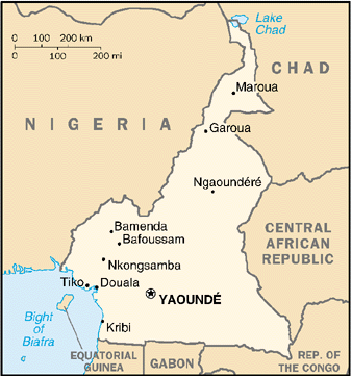 Lake
Chad
0 100 200 km
0 100 200 mi
CHAD
Maroua
NIGERIA
Garoua
Ngaoundéré
Bamenda
Bafoussam
CENTRAL
AFRICAN
REPUBLIC
Nkongsamba
Tiko
Douala
YAOUNDÉ
Bight
of
Biafra
Kribi
EQUATORIAL
GUINEA
GABON
REP. OF
THE CONGO